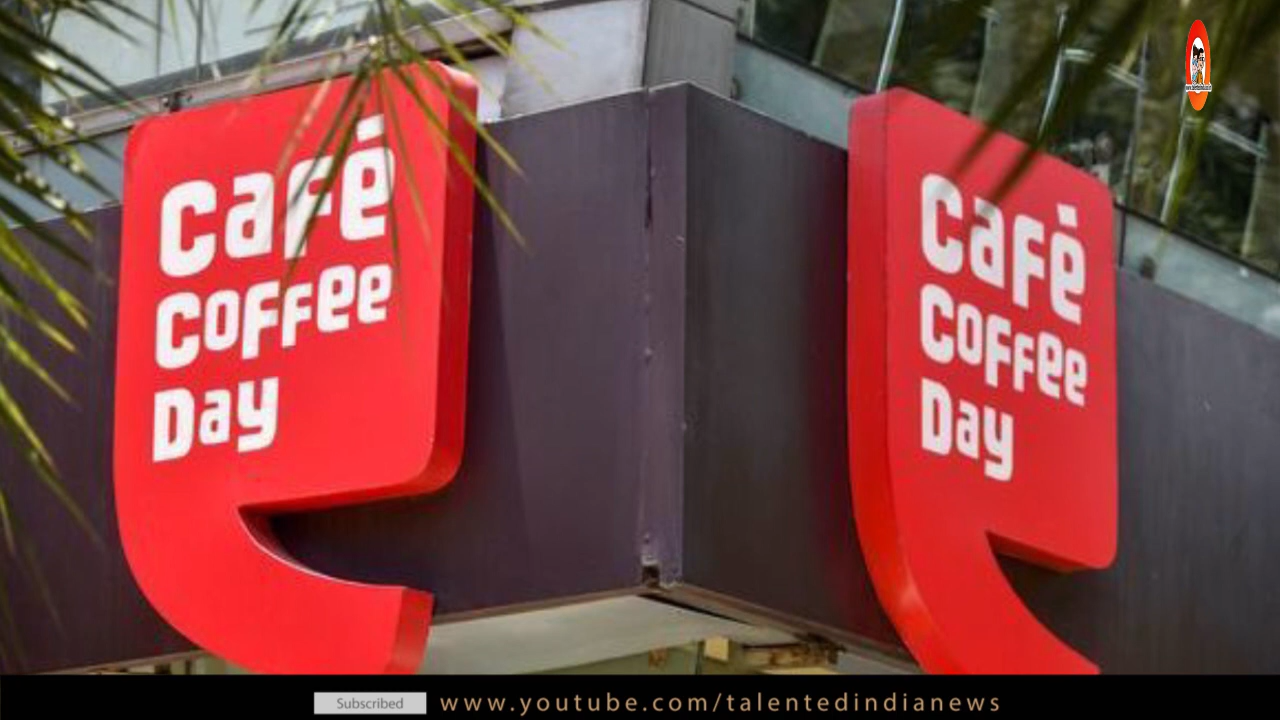 Café
Coffee
Day
Café
Coffee
Day
Subscribed
www.youtube.com/talentedindianews